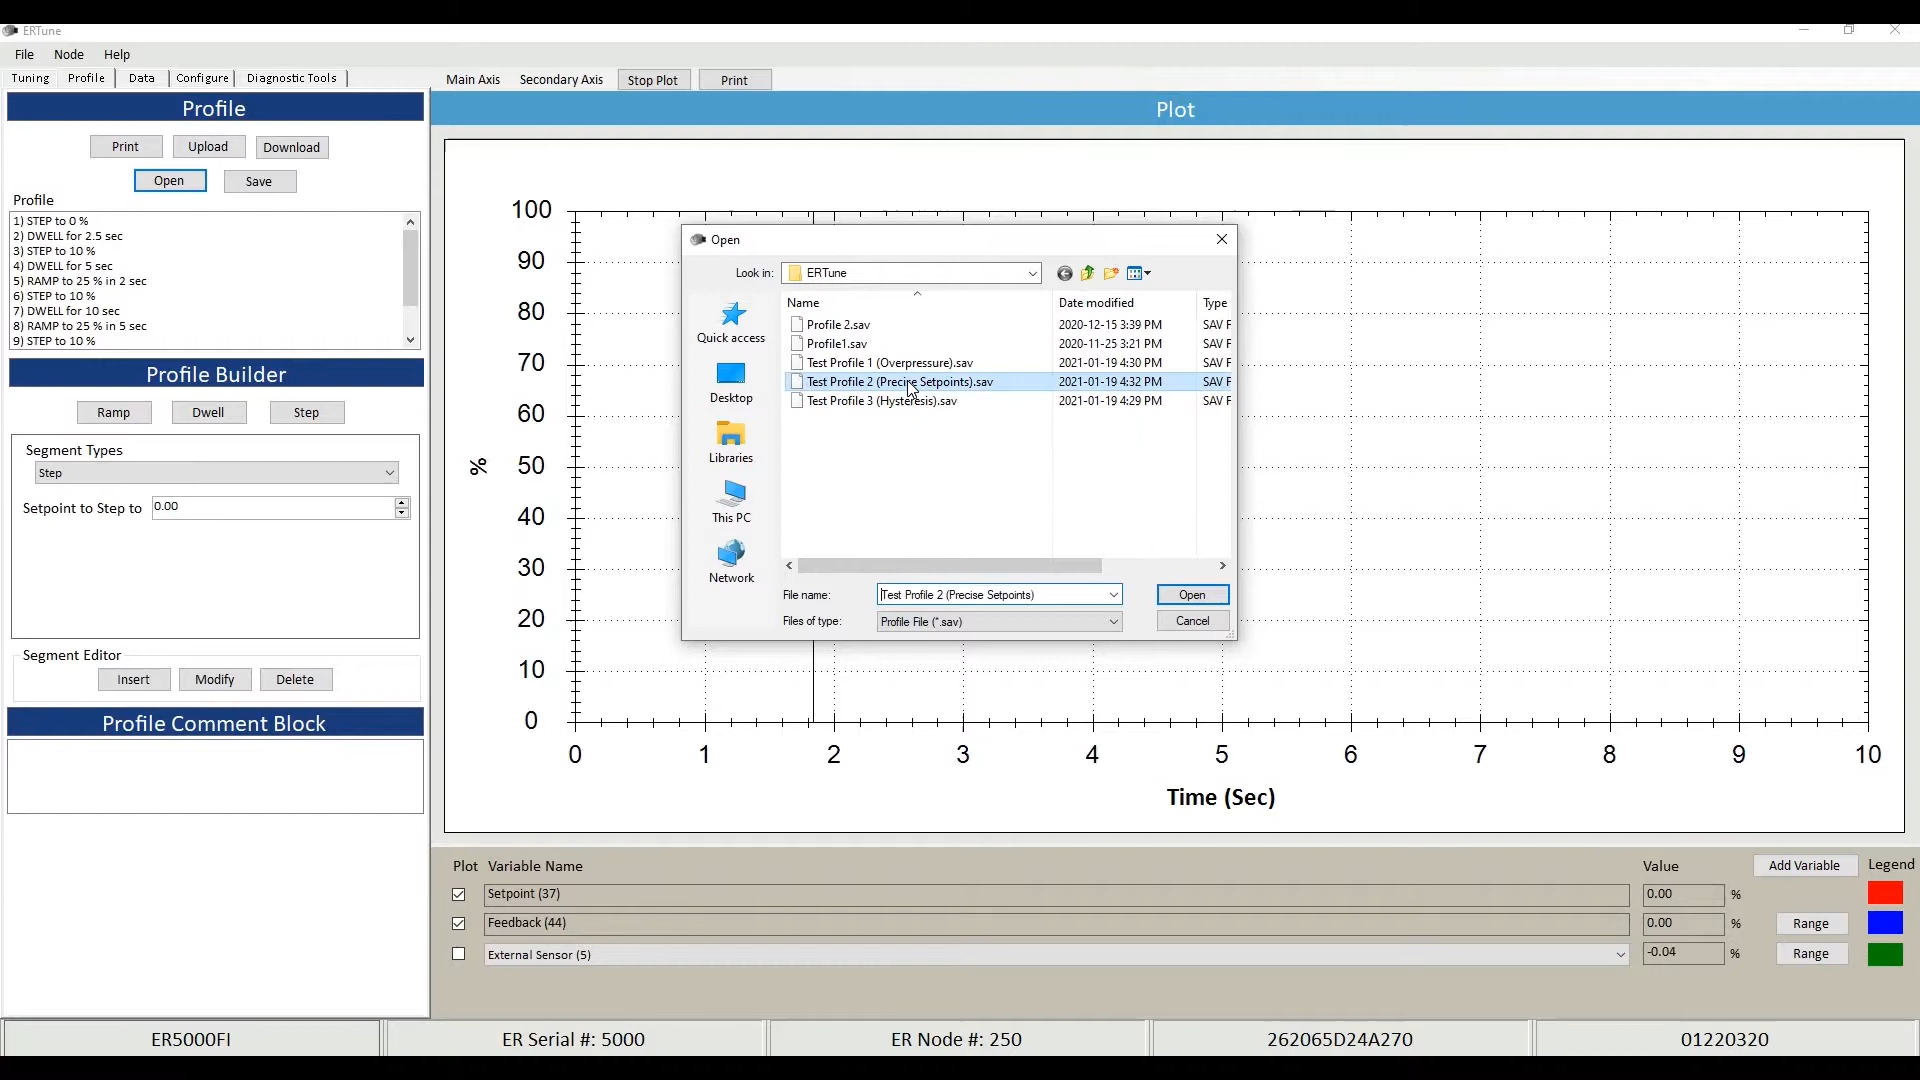 ERTune
File Node Help
Tuning Profile Data Configure Diagnostic Tools
Main Axis Secondary Axis Stop Plot Print
Profile
Print Upload Download
Open Save
Profile
1) STEP to 0 %
2) DWELL for 2.5 sec
3) STEP to 10 %
4) DWELL for 5 sec
5) RAMP to 25 % in 2 sec
6) STEP to 10 %
7) DWELL for 10 sec
8) RAMP to 25 % in 5 sec
9) STEP to 10 %
Profile Builder
Ramp Dwell Step
Segment Types
Step
Setpoint to Step to 0.00
Segment Editor
Insert Modify Delete
Profile Comment Block
Plot
100
90
80
70
60
50
40
30
20
10
0
%
0 1 2 3 4 5 6 7 8 9 10
Time (Sec)
Open
Look in: ERTune
Name Date modified Type
Profile 2.sav 2020-12-15 3:39 PM SAV F
Profile1.sav 2020-11-25 3:21 PM SAV F
Test Profile 1 (Overpressure).sav 2021-01-19 4:30 PM SAV F
Test Profile 2 (Precise Setpoints).sav 2021-01-19 4:32 PM SAV F
Test Profile 3 (Hysteresis).sav 2021-01-19 4:29 PM SAV F
Quick access
Desktop
Libraries
This PC
Network
File name: Test Profile 2 (Precise Setpoints) Open
Files of type: Profile File (*.sav) Cancel
Plot Variable Name Value Add Variable Legend
Setpoint (37) 0.00 %
Feedback (44) 0.00 % Range
External Sensor (5) -0.04 % Range
ER5000FI ER Serial #: 5000 ER Node #: 250 262065D24A270 01220320